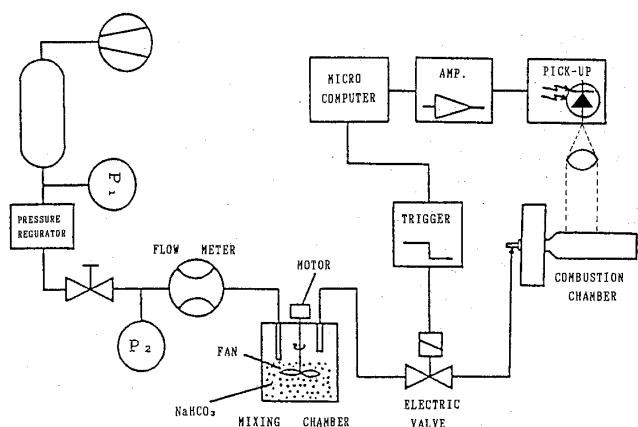 MICRO
COMPUTER
AMP.
PICK-UP
P₁
PRESSURE
REGURATOR
TRIGGER
FLOW METER
MOTOR
COMBUSTION
CHAMBER
P₂
FAN
NaHCO₃
MIXING CHAMBER
ELECTRIC
VALVE